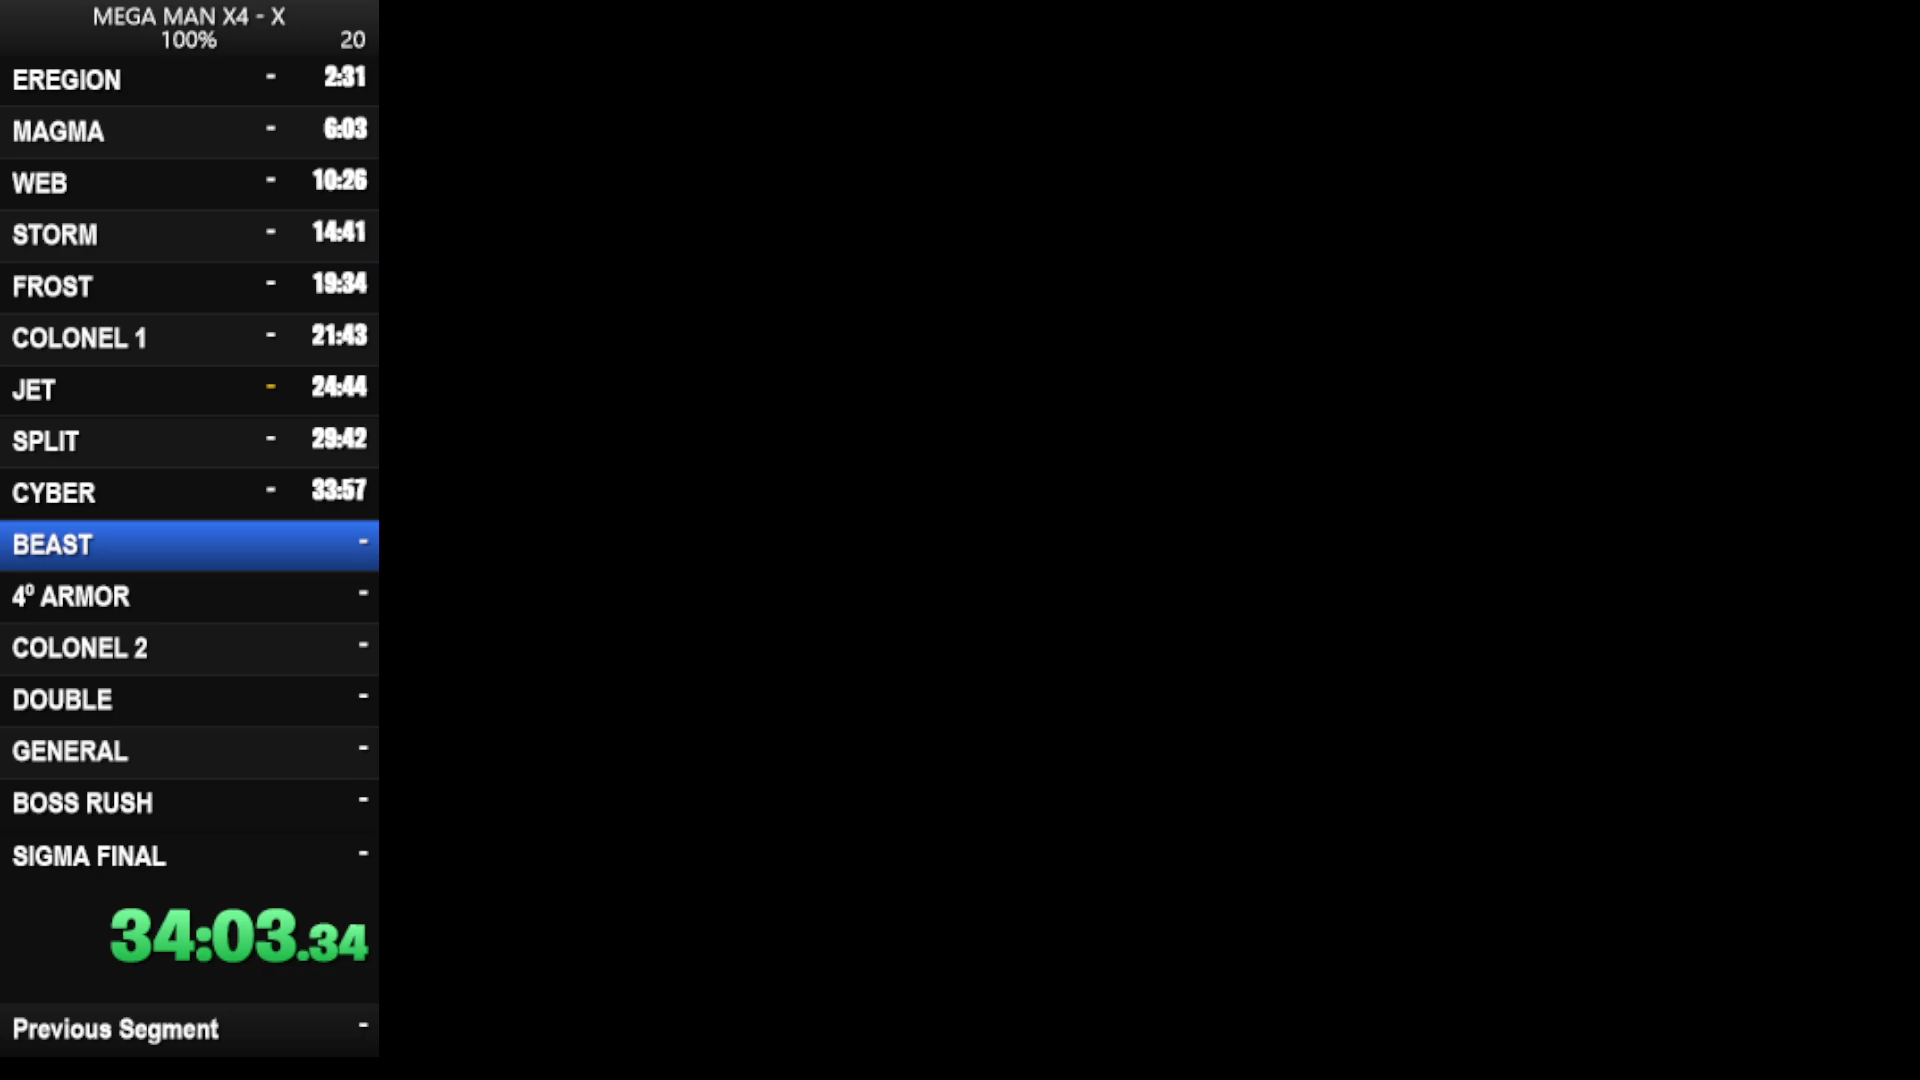 MEGA MAN X4 - X
100% 20
EREGION - 2:31
MAGMA - 6:03
WEB - 10:26
STORM - 14:41
FROST - 19:34
COLONEL 1 - 21:43
JET - 24:44
SPLIT - 29:42
CYBER - 33:57
BEAST -
4º ARMOR -
COLONEL 2 -
DOUBLE -
GENERAL -
BOSS RUSH -
SIGMA FINAL -
34:03.34
Previous Segment -